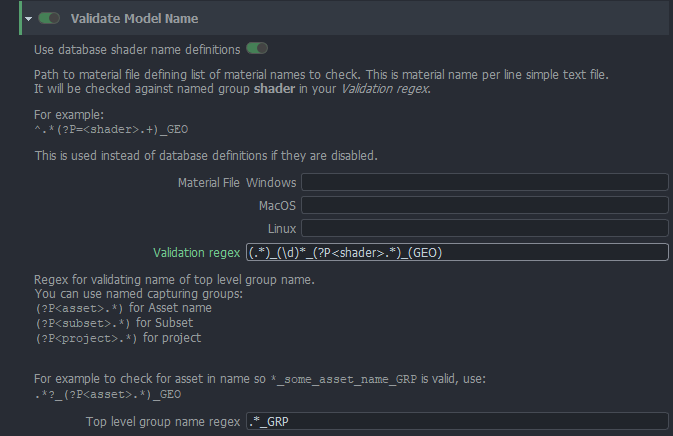 Validate Model Name
Use database shader name definitions
Path to material file defining list of material names to check. This is material name per line simple text file.
It will be checked against named group shader in your Validation regex.
For example:
^.*(?P=<shader>.+)_GEO
This is used instead of database definitions if they are disabled.
Material File Windows
MacOS
Linux
Validation regex (.*)_(\d)*_(?P<shader>.*)_(GEO)
Regex for validating name of top level group name.
You can use named capturing groups:
(?P<asset>.*) for Asset name
(?P<subset>.*) for Subset
(?P<project>.*) for project
For example to check for asset in name so *_some_asset_name_GRP is valid, use:
.*?_(?P<asset>.*)_GEO
Top level group name regex .*_GRP